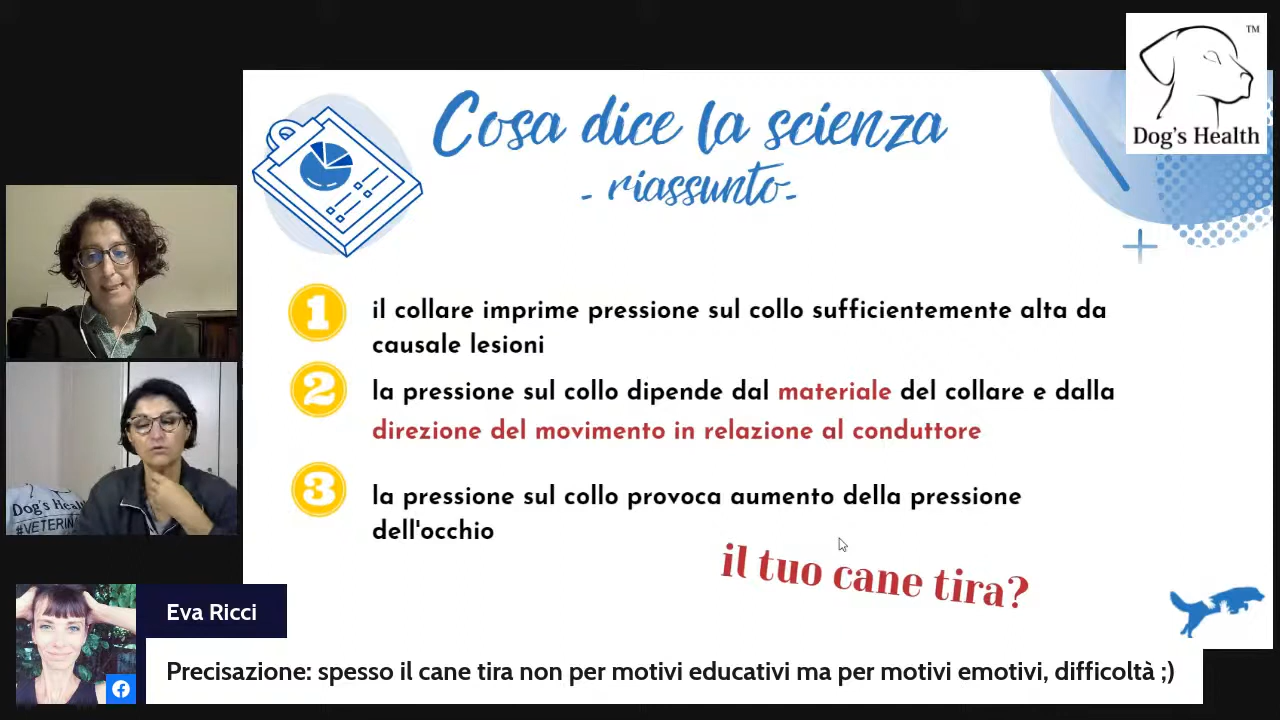 TM
Dog's Health
Cosa dice la scienza
- riassunto-
1
il collare imprime pressione sul collo sufficientemente alta da
causale lesioni
2
la pressione sul collo dipende dal materiale del collare e dalla
direzione del movimento in relazione al conduttore
3
la pressione sul collo provoca aumento della pressione
dell'occhio
il tuo cane tira?
Dog's Health
#VETERIN
Eva Ricci
Precisazione: spesso il cane tira non per motivi educativi ma per motivi emotivi, difficoltà ;)